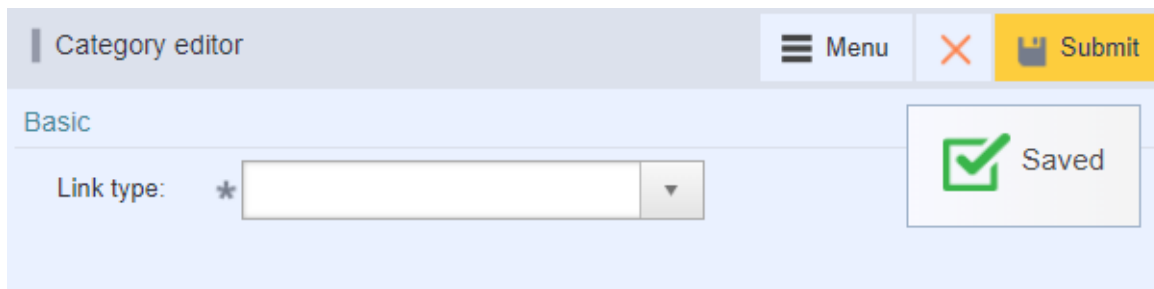 Category editor
Menu
Submit
Basic
Saved
Link type: *